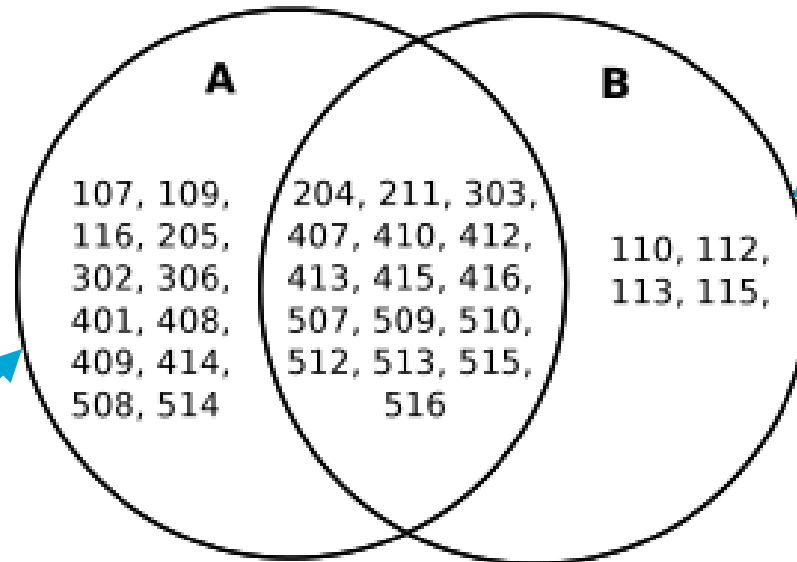 A
B
107, 109,
116, 205,
302, 306,
401, 408,
409, 414,
508, 514
204, 211, 303,
407, 410, 412,
413, 415, 416,
507, 509, 510,
512, 513, 515,
516
110, 112,
113, 115,